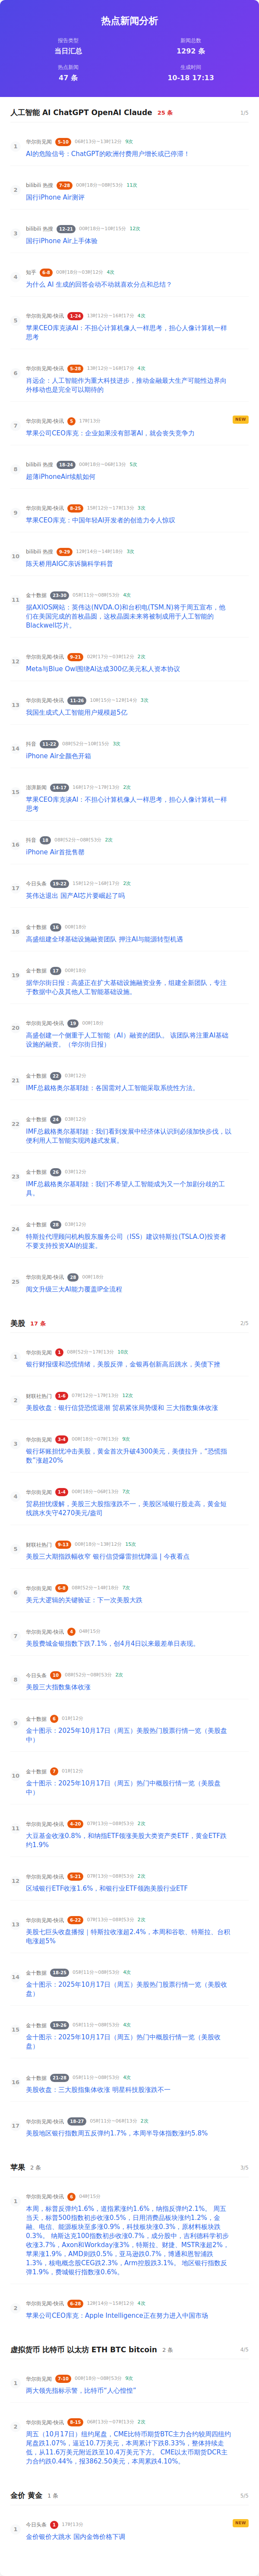 热点新闻分析
报告类型
新闻总数
当日汇总
1292 条
热点新闻
生成时间
47 条
10-18 17:13
人工智能 AI ChatGPT OpenAI Claude 25 条 1/5
1 华尔街见闻 5-10 06时13分~13时12分 9次
AI的危险信号：ChatGPT的欧洲付费用户增长或已停滞！
2 bilibili 热搜 7-28 00时18分~08时53分 11次
国行iPhone Air测评
3 bilibili 热搜 12-21 00时18分~10时15分 12次
国行iPhone Air上手体验
4 知乎 6-8 00时18分~03时12分 4次
为什么 AI 生成的回答会动不动就喜欢分点和总结？
5 华尔街见闻-快讯 1-24 13时12分~16时17分 4次
苹果CEO库克谈AI：不担心计算机像人一样思考，担心人像计算机一样
思考
6 华尔街见闻-快讯 5-28 13时12分~16时17分 4次
肖远企：人工智能作为重大科技进步，推动金融最大生产可能性边界向
外移动也是完全可以期待的
7 华尔街见闻-快讯 5 17时13分 NEW
苹果公司CEO库克：企业如果没有部署AI，就会丧失竞争力
8 bilibili 热搜 18-24 00时18分~06时13分 5次
超薄iPhoneAir续航如何
9 华尔街见闻-快讯 8-25 15时12分~17时13分 3次
苹果CEO库克：中国年轻AI开发者的创造力令人惊叹
10 bilibili 热搜 9-29 12时14分~14时18分 3次
陈天桥用AIGC亲诉脑科学科普
11 金十数据 23-30 05时11分~08时53分 4次
据AXIOS网站：英伟达(NVDA.O)和台积电(TSM.N)将于周五宣布，他
们在美国完成的首枚晶圆，这枚晶圆未来将被制成用于人工智能的
Blackwell芯片。
12 华尔街见闻-快讯 9-21 02时17分~03时12分 2次
Meta与Blue Owl围绕AI达成300亿美元私人资本协议
13 华尔街见闻-快讯 11-20 10时15分~12时14分 3次
我国生成式人工智能用户规模超5亿
14 抖音 11-22 08时52分~10时15分 3次
iPhone Air全颜色开箱
15 澎湃新闻 14-17 16时17分~17时13分 2次
苹果CEO库克谈AI：不担心计算机像人一样思考，担心人像计算机一样
思考
16 抖音 18 08时52分~08时53分 2次
iPhone Air首批售罄
17 今日头条 19-22 15时12分~16时17分 2次
英伟达退出 国产AI芯片要崛起了吗
18 金十数据 16 00时18分
高盛组建全球基础设施融资团队 押注AI与能源转型机遇
19 金十数据 17 00时18分
据华尔街日报：高盛正在扩大基础设施融资业务，组建全新团队，专注
于数据中心及其他人工智能基础设施。
20 华尔街见闻-快讯 19 00时18分
高盛创建一个侧重于人工智能（AI）融资的团队。 该团队将注重AI基础
设施的融资。（华尔街日报）
21 金十数据 22 03时12分
IMF总裁格奥尔基耶娃：各国需对人工智能采取系统性方法。
22 金十数据 24 03时12分
IMF总裁格奥尔基耶娃：我们看到发展中经济体认识到必须加快步伐，以
便利用人工智能实现跨越式发展。
23 金十数据 26 03时12分
IMF总裁格奥尔基耶娃：我们不希望人工智能成为又一个加剧分歧的工
具。
24 金十数据 28 03时12分
特斯拉代理顾问机构股东服务公司（ISS）建议特斯拉(TSLA.O)投资者
不要支持投资XAI的提案。
25 华尔街见闻-快讯 28 00时18分
阅文升级三大AI能力覆盖IP全流程
美股 17 条 2/5
1 华尔街见闻 1 08时52分~17时13分 10次
银行财报缓和恐慌情绪，美股反弹，金银再创新高后跳水，美债下挫
2 财联社热门 1-6 07时12分~17时13分 12次
美股收盘：银行信贷恐慌退潮 贸易紧张局势缓和 三大指数集体收涨
3 华尔街见闻 3-4 00时18分~07时13分 9次
银行坏账担忧冲击美股，黄金首次升破4300美元，美债拉升，“恐慌指
数”涨超20%
4 华尔街见闻 1-4 00时18分~06时13分 7次
贸易担忧缓解，美股三大股指涨跌不一，美股区域银行股走高，黄金短
线跳水失守4270美元/盎司
5 财联社热门 9-13 00时18分~13时12分 15次
美股三大期指跌幅收窄 银行信贷爆雷担忧降温 | 今夜看点
6 华尔街见闻 6-8 08时52分~14时18分 7次
美元大逻辑的关键验证：下一次美股大跌
7 华尔街见闻-快讯 4 04时15分
美股费城金银指数下跌7.1%，创4月4日以来最差单日表现。
8 今日头条 10 08时52分~08时53分 2次
美股三大指数集体收涨
9 金十数据 6 01时12分
金十图示：2025年10月17日（周五）美股热门股票行情一览（美股盘
中）
10 金十数据 7 01时12分
金十图示：2025年10月17日（周五）热门中概股行情一览（美股盘
中）
11 华尔街见闻-快讯 4-20 07时13分~08时53分 2次
大豆基金收涨0.8%，和纳指ETF领涨美股大类资产类ETF，黄金ETF跌
约1.9%
12 华尔街见闻-快讯 5-21 07时13分~08时53分 2次
区域银行ETF收涨1.6%，和银行业ETF领跑美股行业ETF
13 华尔街见闻-快讯 6-22 07时13分~08时53分 2次
美股七巨头收盘播报｜特斯拉收涨超2.4%，本周和谷歌、特斯拉、台积
电涨超5%
14 金十数据 18-25 05时11分~08时53分 4次
金十图示：2025年10月17日（周五）美股热门股票行情一览（美股收
盘）
15 金十数据 19-26 05时11分~08时53分 4次
金十图示：2025年10月17日（周五）热门中概股行情一览（美股收
盘）
16 金十数据 21-28 05时11分~08时53分 4次
美股收盘：三大股指集体收涨 明星科技股涨跌不一
17 华尔街见闻-快讯 18-27 05时11分~06时13分 2次
美股地区银行指数周五反弹约1.7%，本周半导体指数涨约5.8%
苹果 2 条 3/5
1 华尔街见闻-快讯 8 04时15分
本周，标普反弹约1.6%，道指累涨约1.6%，纳指反弹约2.1%。 周五
当天，标普500指数初步收涨0.5%，日用消费品板块涨约1.2%，金
融、电信、能源板块至多涨0.9%，科技板块涨0.3%，原材料板块跌
0.3%。 纳斯达克100指数初步收涨0.7%，成分股中，吉利德科学初步
收涨3.7%，Axon和Workday涨3%，特斯拉、财捷、MSTR涨超2%，
苹果涨1.9%，AMD则跌0.5%，亚马逊跌0.7%，博通和恩智浦跌
1.3%，核电概念股CEG跌2.3%，Arm控股跌3.1%。 地区银行指数反
弹1.9%，费城银行指数涨0.6%。
2 华尔街见闻-快讯 6-28 12时14分~15时12分 4次
苹果公司CEO库克：Apple Intelligence正在努力进入中国市场
虚拟货币 比特币 以太坊 ETH BTC bitcoin 2 条 4/5
1 华尔街见闻 7-10 00时18分~08时53分 9次
两大领先指标示警，比特币“人心惶惶”
2 华尔街见闻-快讯 8-15 06时13分~07时13分 2次
周五（10月17日）纽约尾盘，CME比特币期货BTC主力合约较周四纽约
尾盘跌1.07%，逼近10.7万美元，本周累计下跌8.33%，整体持续走
低，从11.6万美元附近跌至10.4万美元下方。 CME以太币期货DCR主
力合约跌0.44%，报3862.50美元，本周累跌4.10%。
金价 黄金 1 条 5/5
1 今日头条 1 17时13分 NEW
金价银价大跳水 国内金饰价格下调